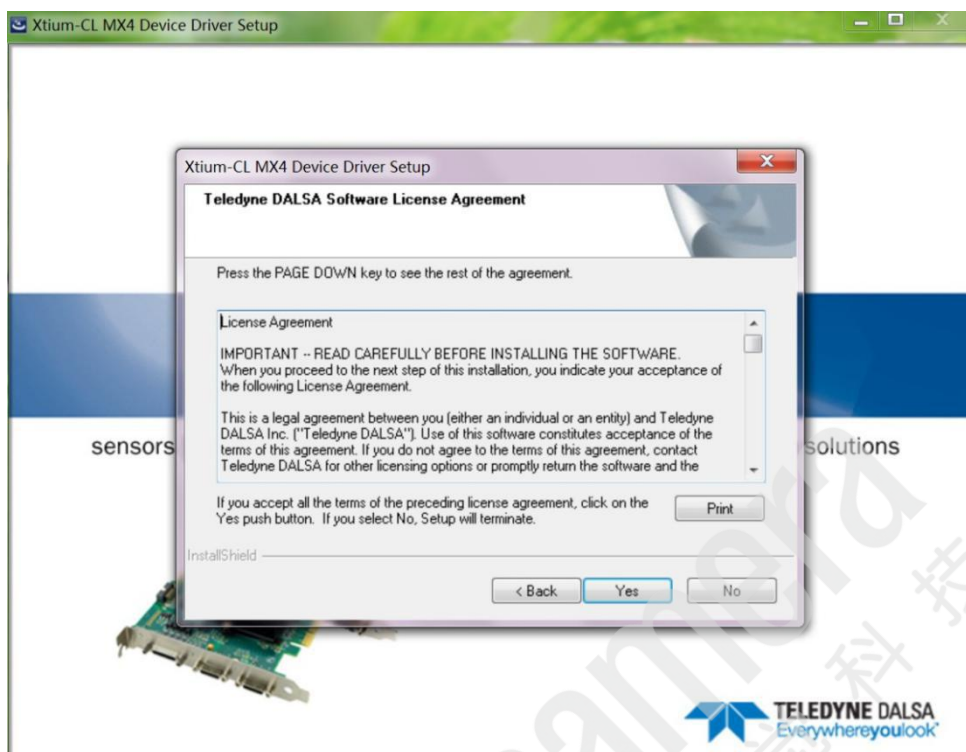 Xtium-CL MX4 Device Driver Setup
Xtium-CL MX4 Device Driver Setup
Teledyne DALSA Software License Agreement
Press the PAGE DOWN key to see the rest of the agreement.
License Agreement
IMPORTANT -- READ CAREFULLY BEFORE INSTALLING THE SOFTWARE.
When you proceed to the next step of this installation, you indicate your acceptance of
the following License Agreement.
This is a legal agreement between you (either an individual or an entity) and Teledyne
DALSA Inc. ("Teledyne DALSA"). Use of this software constitutes acceptance of the
terms of this agreement. If you do not agree to the terms of this agreement, contact
Teledyne DALSA for other licensing options or promptly return the software and the
sensors
solutions
If you accept all the terms of the preceding license agreement, click on the
Yes push button. If you select No, Setup will terminate.
Print
InstallShield
< Back
Yes
No
TELEDYNE DALSA
Everywhereyoulook
科技